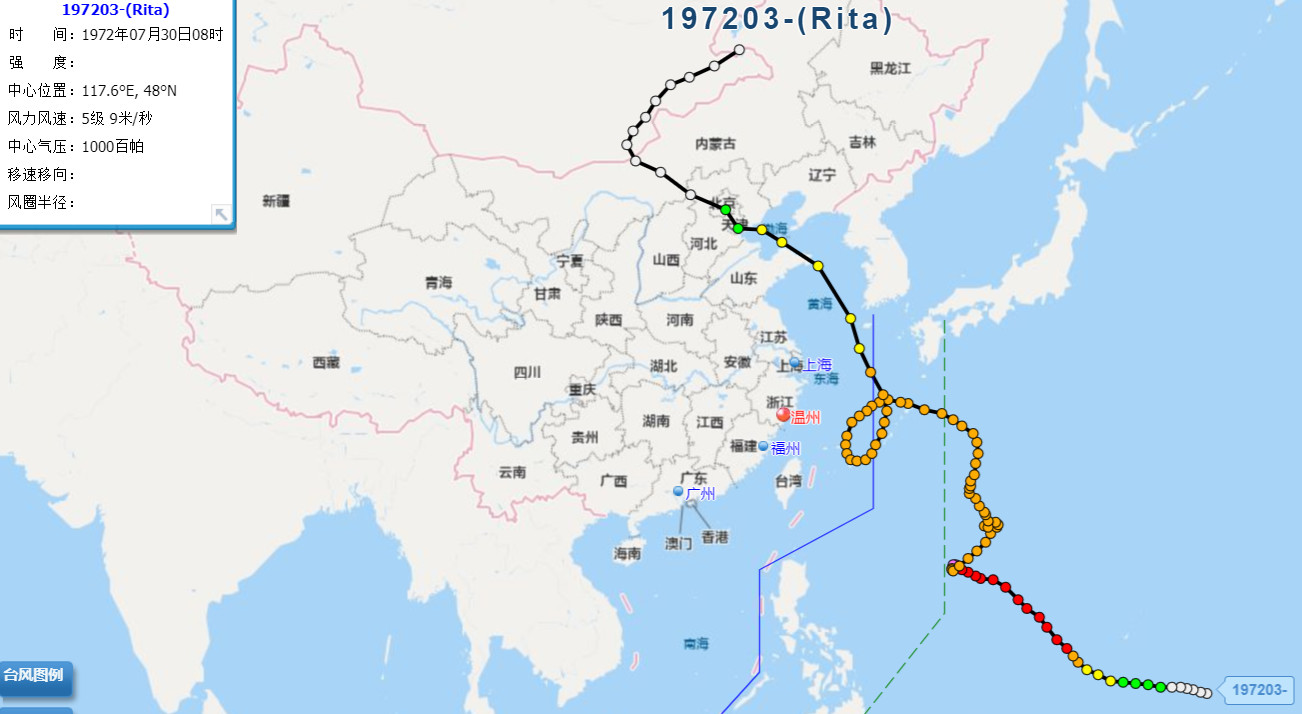 197203-(Rita)
时 间：1972年07月30日08时
强 度：
中心位置：117.6ºE, 48ºN
风力风速：5级 9米/秒
中心气压：1000百帕
移速移向：
风圈半径：
197203-(Rita)
黑龙江
内蒙古
吉林
辽宁
新疆
北京
天津
渤海
河北
宁夏
山西
山东
青海
甘肃
黄海
陕西
河南
江苏
西藏
四川
湖北
安徽
上海
上海
东海
重庆
浙江
温州
湖南
江西
贵州
福建
福州
云南
广西
广东
广州
台湾
澳门
香港
海南
南海
台风图例
197203-